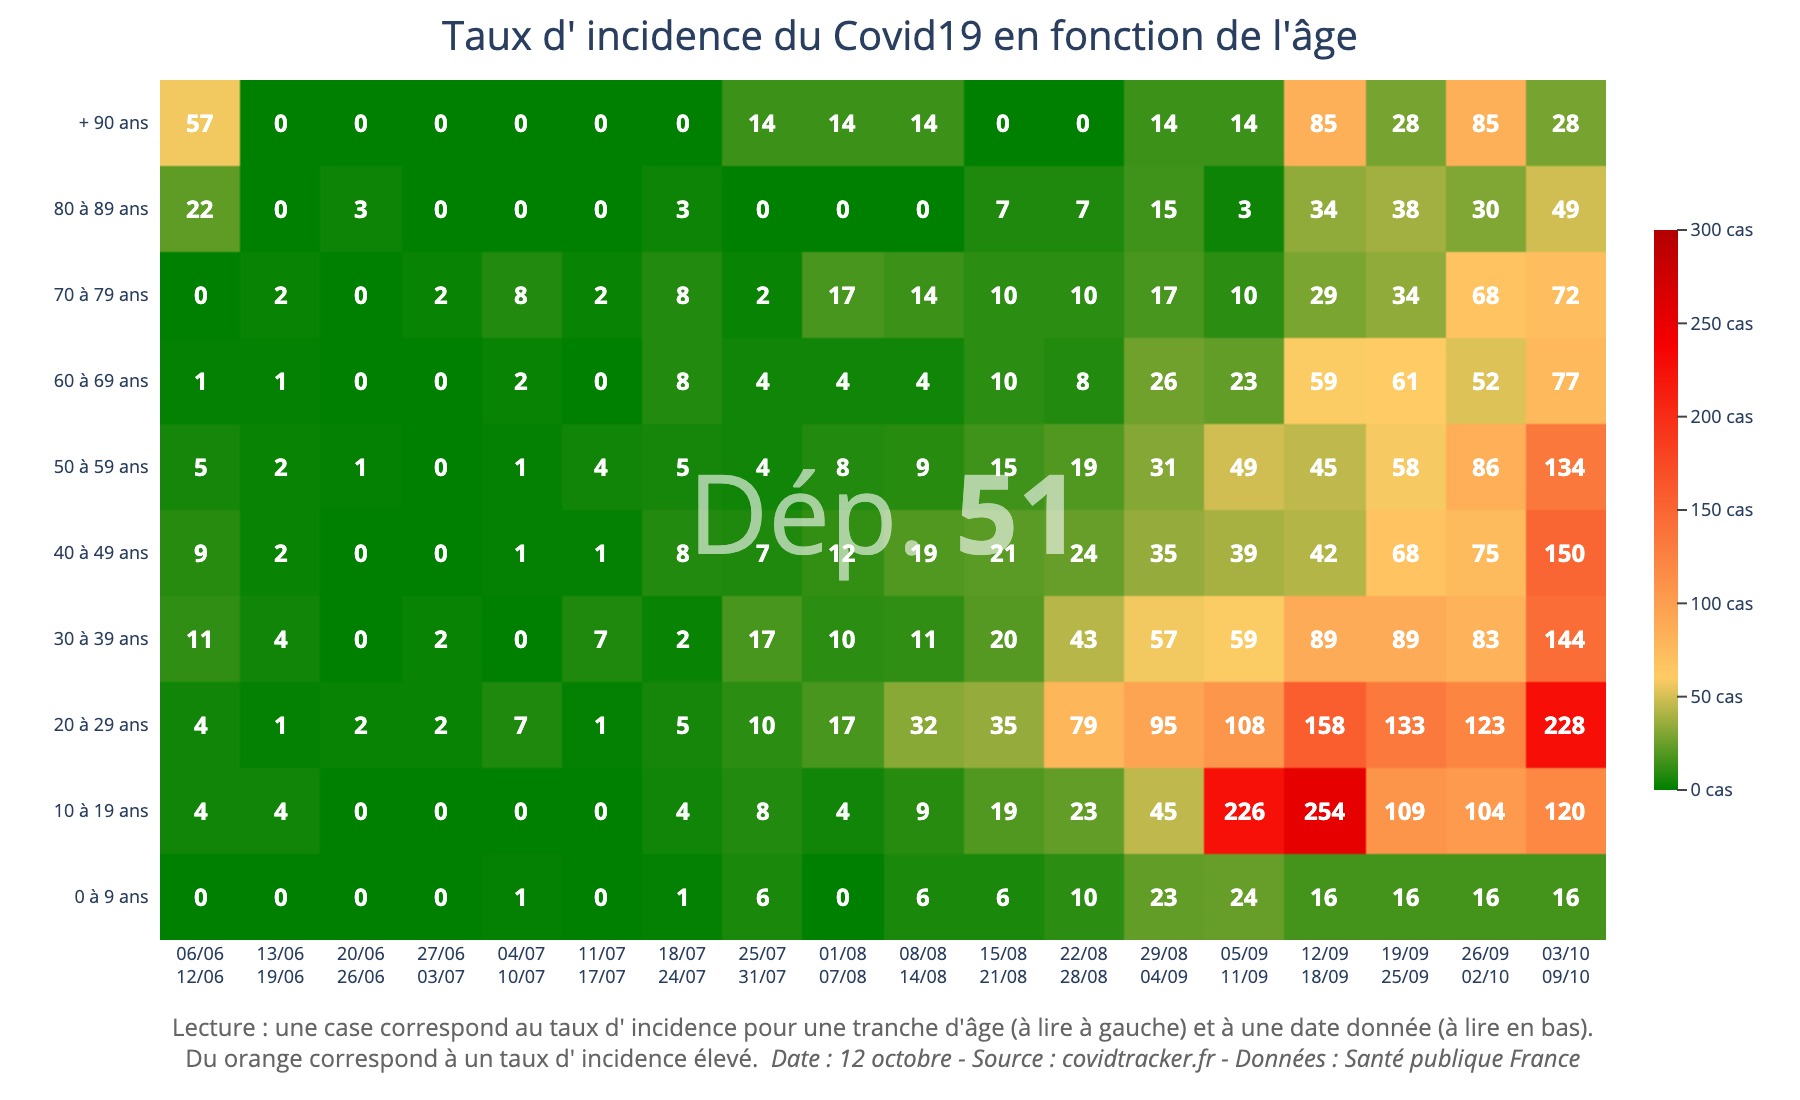 Taux d' incidence du Covid19 en fonction de l'âge
+ 90 ans 57 0 0 0 0 0 0 14 14 14 0 0 14 14 85 28 85 28
80 à 89 ans 22 0 3 0 0 0 3 0 0 0 7 7 15 3 34 38 30 49
70 à 79 ans 0 2 0 2 8 2 8 2 17 14 10 10 17 10 29 34 68 72
60 à 69 ans 1 1 0 0 2 0 8 4 4 4 10 8 26 23 59 61 52 77
50 à 59 ans 5 2 1 0 1 4 5 4 8 9 15 19 31 49 45 58 86 134
Dép. 51
40 à 49 ans 9 2 0 0 1 1 8 7 12 19 21 24 35 39 42 68 75 150
30 à 39 ans 11 4 0 2 0 7 2 17 10 11 20 43 57 59 89 89 83 144
20 à 29 ans 4 1 2 2 7 1 5 10 17 32 35 79 95 108 158 133 123 228
10 à 19 ans 4 4 0 0 0 0 4 8 4 9 19 23 45 226 254 109 104 120
0 à 9 ans 0 0 0 0 1 0 1 6 0 6 6 10 23 24 16 16 16 16
06/06 13/06 20/06 27/06 04/07 11/07 18/07 25/07 01/08 08/08 15/08 22/08 29/08 05/09 12/09 19/09 26/09 03/10
12/06 19/06 26/06 03/07 10/07 17/07 24/07 31/07 07/08 14/08 21/08 28/08 04/09 11/09 18/09 25/09 02/10 09/10
300 cas
250 cas
200 cas
150 cas
100 cas
50 cas
0 cas
Lecture : une case correspond au taux d' incidence pour une tranche d'âge (à lire à gauche) et à une date donnée (à lire en bas).
Du orange correspond à un taux d' incidence élevé. Date : 12 octobre - Source : covidtracker.fr - Données : Santé publique France